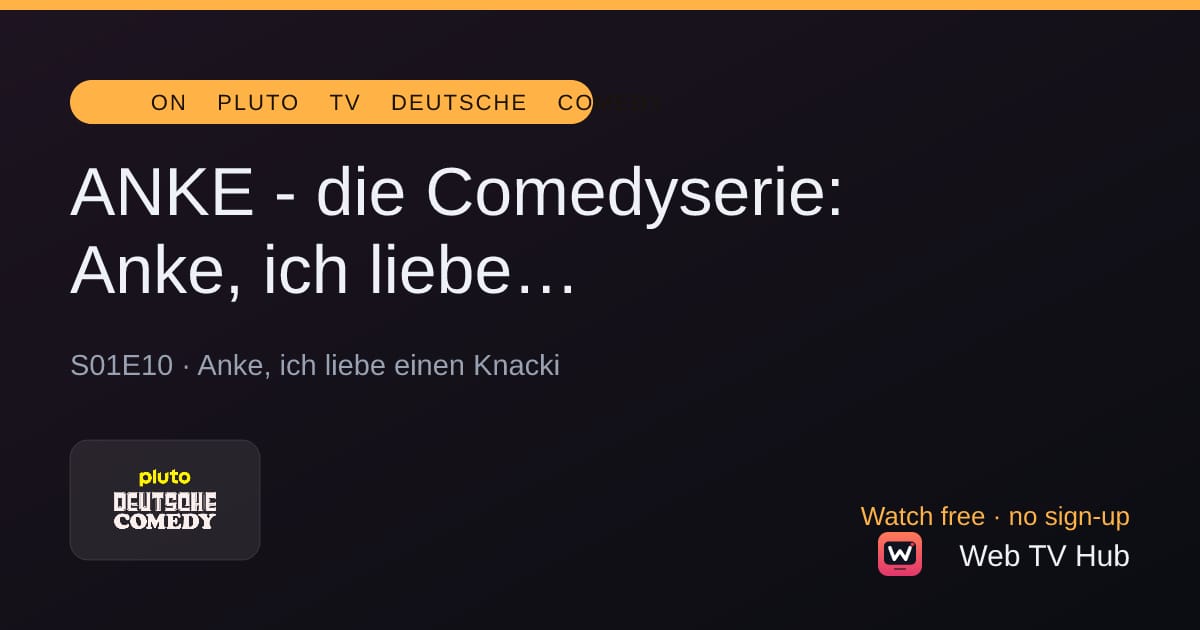 ON PLUTO TV DEUTSCHE CO
ANKE - die Comedyserie:
Anke, ich liebe…
S01E10 · Anke, ich liebe einen Knacki
pluto
DEUTSCHE
COMEDY
Watch free · no sign-up
W
Web TV Hub